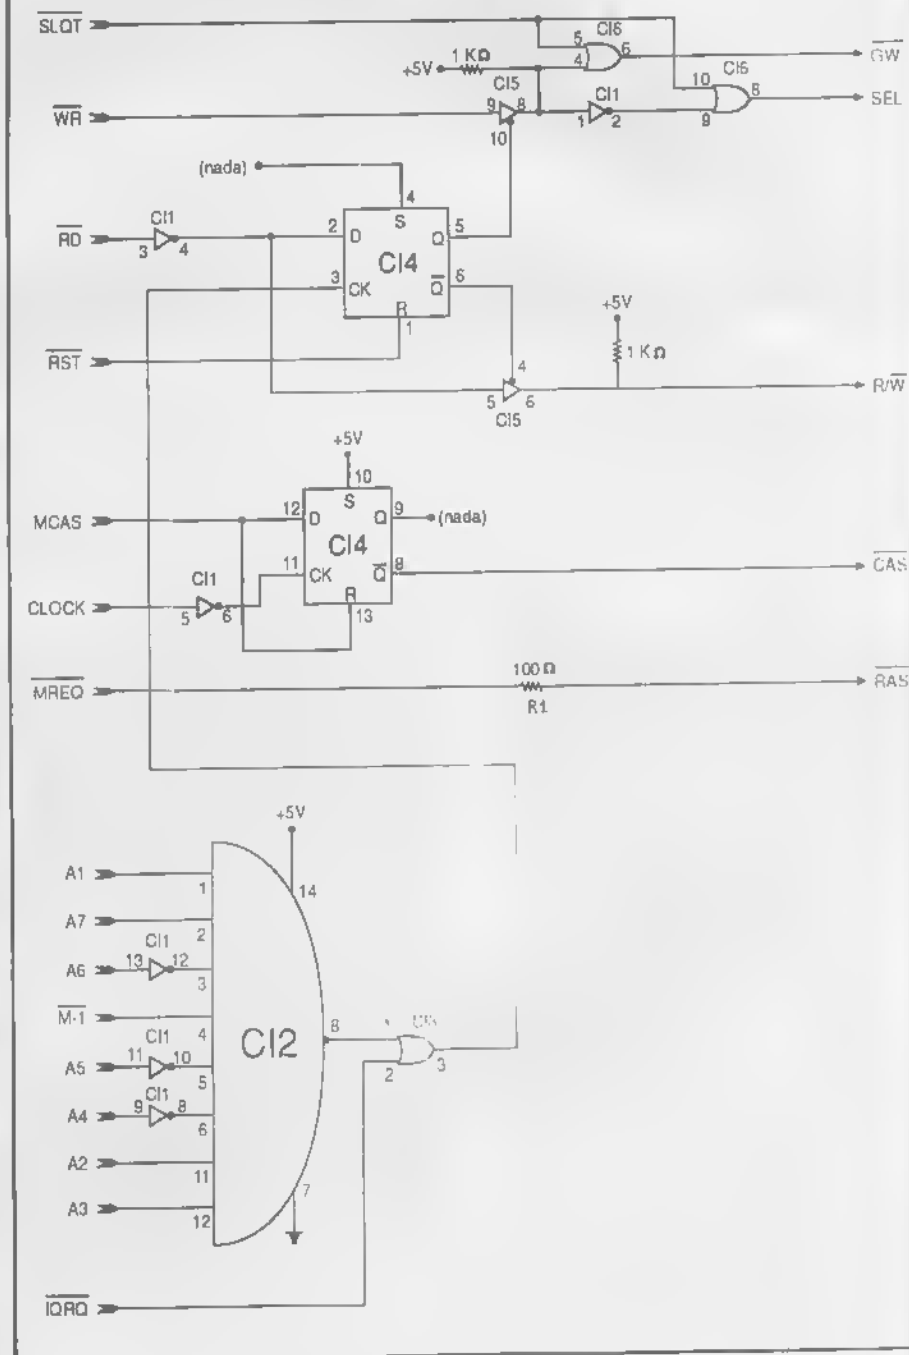 SLQT
5
CI6
6
GW
4
1 KΩ
+5V
CI5
10
CI6
8
SEL
9
WR
9
8
10
CI1
1
2
(nada)
4
S
RD
CI1
3
4
2
D
Q
5
CI4
3
CK
Q
6
R
1
RST
+5V
1 KΩ
4
5
6
CI5
R/W
+5V
10
S
MCAS
12
D
Q
9
(nada)
CI4
11
CK
Q
8
CAS
R
13
CLOCK
CI1
5
6
MREQ
100 Ω
R1
RAS
+5V
14
A1
1
A7
2
A6
13
CI1
12
3
M-1
4
CI2
8
2
3
A5
11
CI1
10
5
A4
9
CI1
8
6
A2
11
A3
12
7
IQRQ